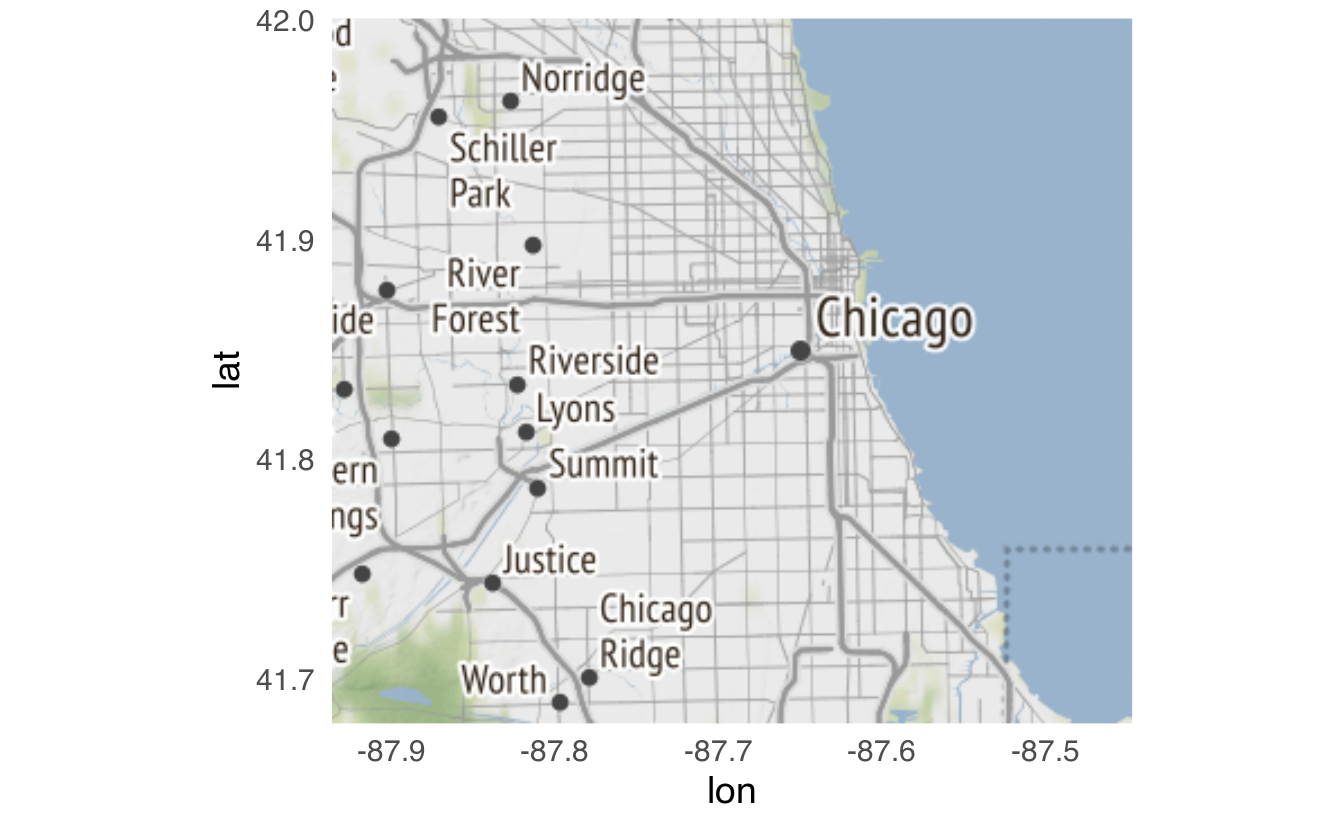 42.0
d
Norridge
e
Schiller
Park
41.9
River
Forest
ide
Chicago
lat
Riverside
Lyons
41.8
ern
Summit
ngs
Justice
rr
Chicago
e
Ridge
41.7
Worth
-87.9 -87.8 -87.7 -87.6 -87.5
lon